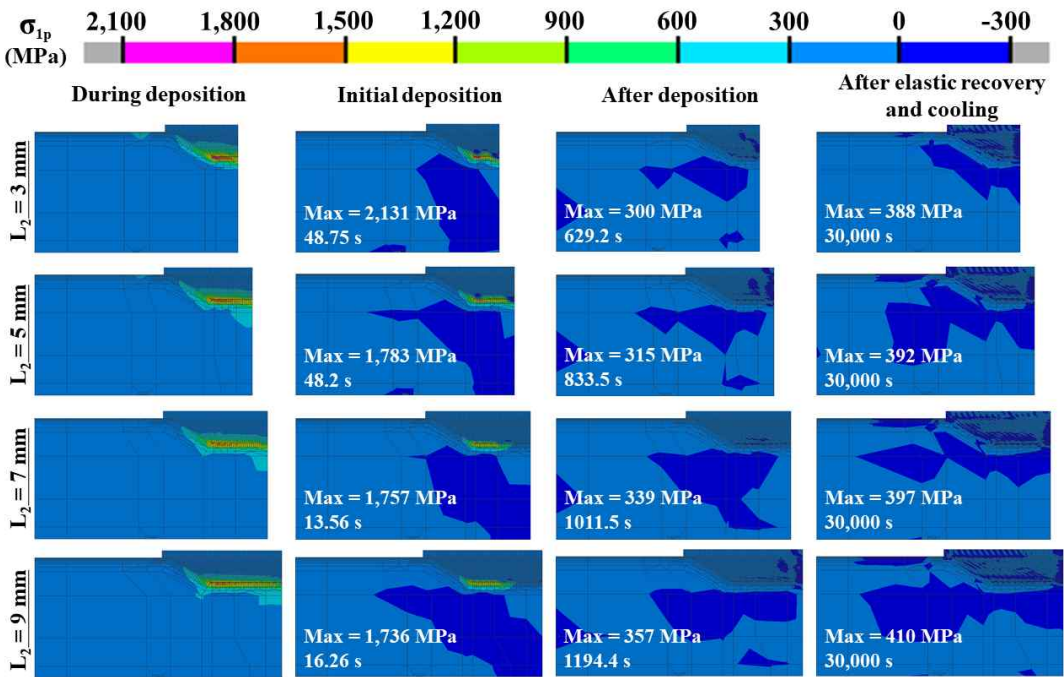 σ1p
(MPa)
2,100 1,800 1,500 1,200 900 600 300 0 -300
During deposition
Initial deposition
After deposition
After elastic recovery
and cooling
L2 = 3 mm
Max = 2,131 MPa
48.75 s
Max = 300 MPa
629.2 s
Max = 388 MPa
30,000 s
L2 = 5 mm
Max = 1,783 MPa
48.2 s
Max = 315 MPa
833.5 s
Max = 392 MPa
30,000 s
L2 = 7 mm
Max = 1,757 MPa
13.56 s
Max = 339 MPa
1011.5 s
Max = 397 MPa
30,000 s
L2 = 9 mm
Max = 1,736 MPa
16.26 s
Max = 357 MPa
1194.4 s
Max = 410 MPa
30,000 s